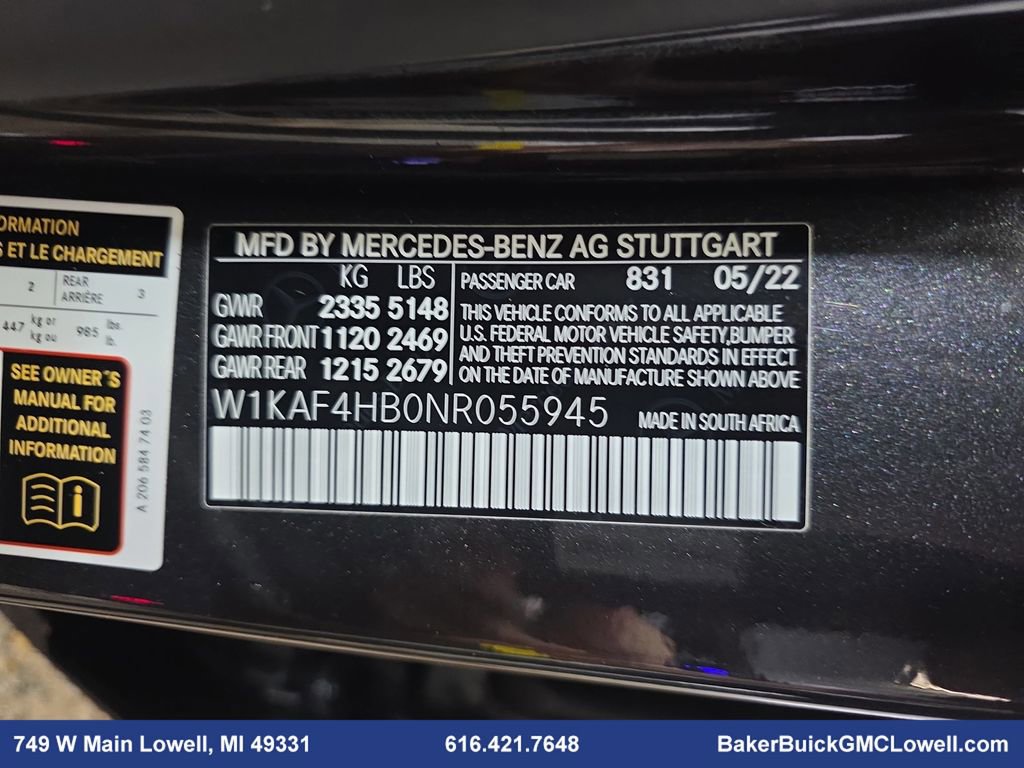 ORMATION
S ET LE CHARGEMENT
2 REAR ARRIÈRE 3
447 kg or kg ou 985 lbs. lb.
SEE OWNER´S
MANUAL FOR
ADDITIONAL
INFORMATION
i
A 206 584 74 03
MFD BY MERCEDES-BENZ AG STUTTGART
KG LBS
GVWR 2335 5148
GAWR FRONT 1120 2469
GAWR REAR 1215 2679
PASSENGER CAR 831 05/22
THIS VEHICLE CONFORMS TO ALL APPLICABLE
U.S. FEDERAL MOTOR VEHICLE SAFETY,BUMPER
AND THEFT PREVENTION STANDARDS IN EFFECT
ON THE DATE OF MANUFACTURE SHOWN ABOVE
W1KAF4HB0NR055945 MADE IN SOUTH AFRICA
749 W Main Lowell, MI 49331 616.421.7648 BakerBuickGMCLowell.com